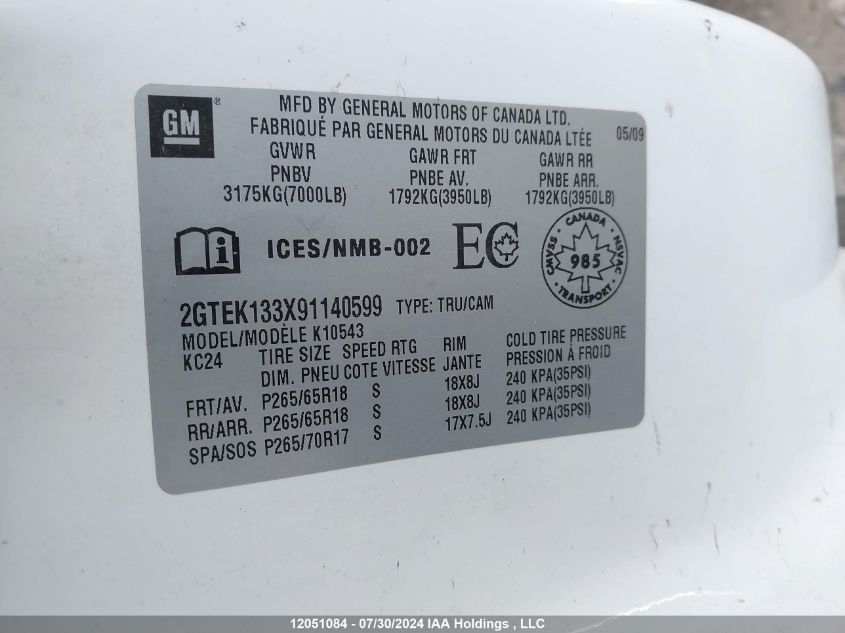 GM®
MFD BY GENERAL MOTORS OF CANADA LTD.
FABRIQUÉ PAR GENERAL MOTORS DU CANADA LTÉE 05/09
GVWR GAWR FRT GAWR RR
PNBV PNBE AV. PNBE ARR.
3175KG(7000LB) 1792KG(3950LB) 1792KG(3950LB)
i ICES/NMB-002 EC
CANADA
CMVSS 985 NSVAC
TRANSPORT
2GTEK133X91140599 TYPE: TRU/CAM
MODEL/MODÈLE K10543
KC24 TIRE SIZE SPEED RTG RIM COLD TIRE PRESSURE
DIM. PNEU COTE VITESSE JANTE PRESSION À FROID
FRT/AV. P265/65R18 S 18X8J 240 KPA(35PSI)
RR/ARR. P265/65R18 S 18X8J 240 KPA(35PSI)
SPA/SOS P265/70R17 S 17X7.5J 240 KPA(35PSI)
12051084 - 07/30/2024 IAA Holdings , LLC